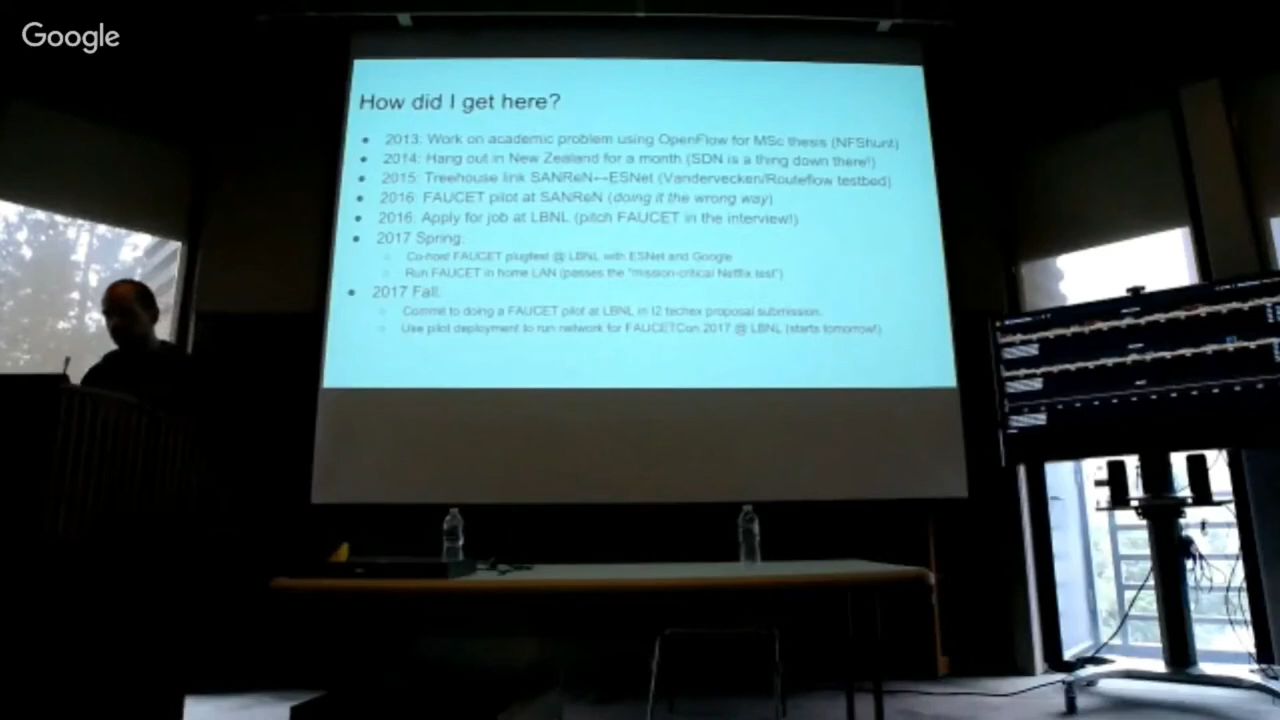 Google
How did I get here?
● 2013: Work on academic problem using OpenFlow for MSc thesis (NFShunt)
● 2014: Hang out in New Zealand for a month (SDN is a thing down there!)
● 2015: Treehouse link SANReN↔ESNet (Vandervecken/Routeflow testbed)
● 2016: FAUCET pilot at SANReN (doing it the wrong way)
● 2016: Apply for job at LBNL (pitch FAUCET in the interview!)
● 2017 Spring:
○ Co-host FAUCET plugfest @ LBNL with ESNet and Google
○ Run FAUCET in home LAN (passes the "mission-critical Netflix test")
● 2017 Fall:
○ Commit to doing a FAUCET pilot at LBNL in I2 techex proposal submission.
○ Use pilot deployment to run network for FAUCETCon 2017 @ LBNL (starts tomorrow!)